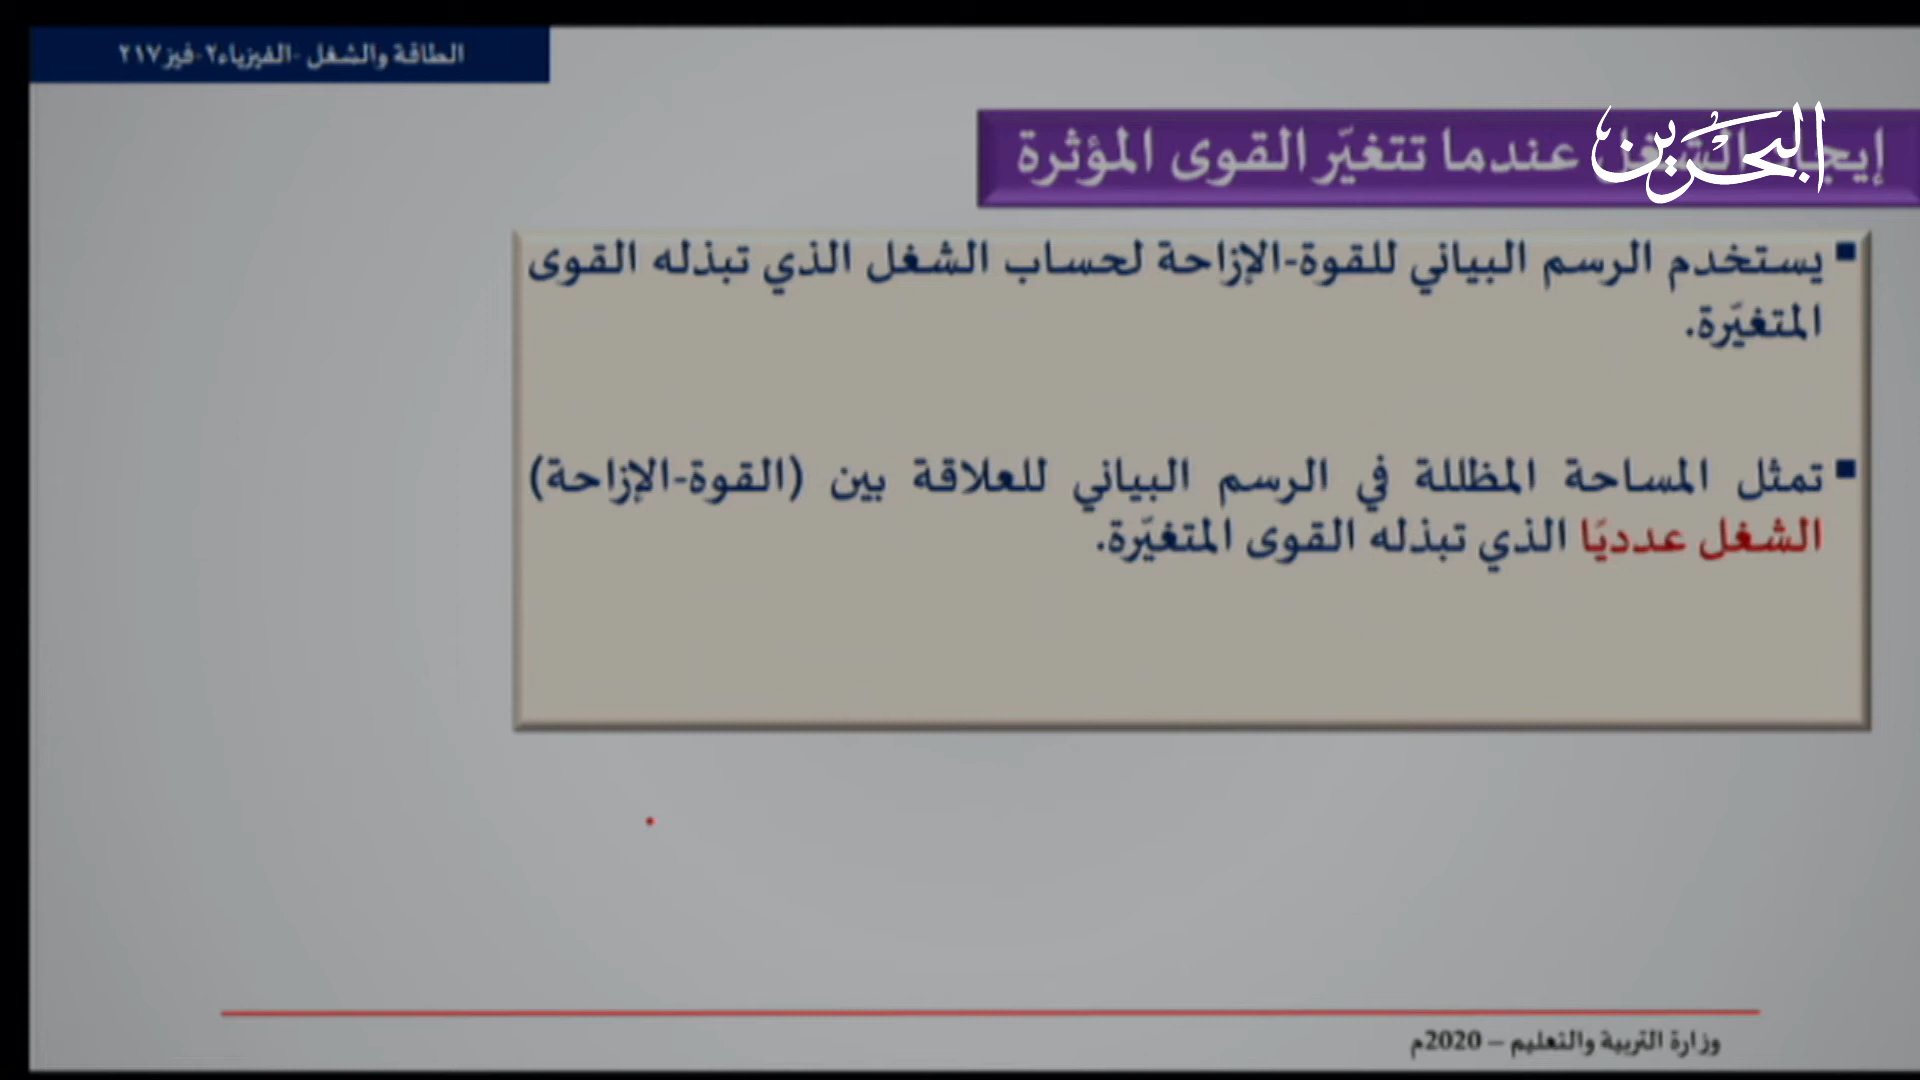 الطاقة والشغل -الفيزياء٢-فيز٢١٧
البحرين
إيجاد الشغل عندما تتغيّر القوى المؤثرة
يستخدم الرسم البياني للقوة-الإزاحة لحساب الشغل الذي تبذله القوى
المتغيّرة.
تمثل المساحة المظللة في الرسم البياني للعلاقة بين (القوة-الإزاحة)
الشغل عدديًا الذي تبذله القوى المتغيّرة.
وزارة التربية والتعليم – 2020م